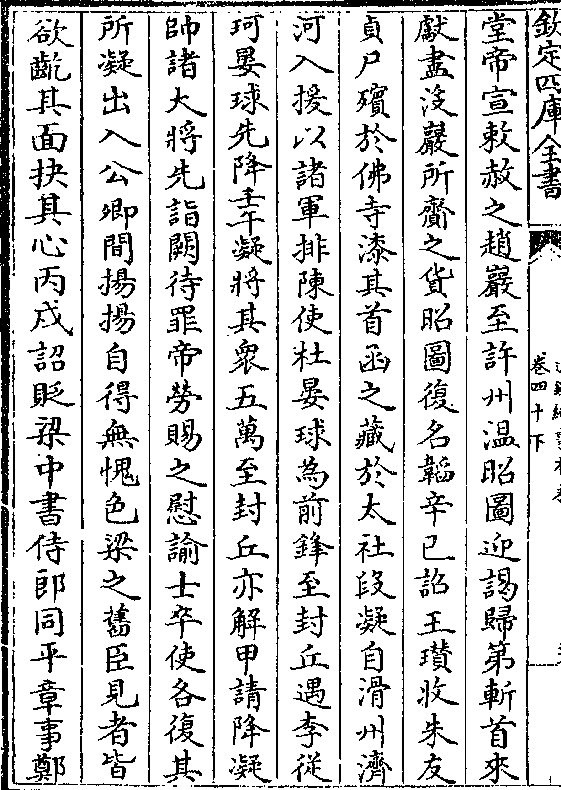 欽定四庫全書
卷四十下
堂帝宣敕赦之趙巖至許州温昭圖迎謁歸第斬首來
獻盡没巖所齎之貨昭圖復名韜辛巳詔王瓚收朱友
貞尸殯於佛寺漆其首函之藏於太社段凝自滑州濟
河入援以諸軍排陳使杜晏球為前鋒至封丘遇李從
珂晏球先降壬午凝將其衆五萬至封丘亦解甲請降凝
帥諸大將先詣闕待罪帝勞賜之慰諭士卒使各復其
所凝出入公卿間揚揚自得無愧色梁之舊臣見者皆
欲齕其面抉其心丙戌詔貶梁中書侍郎同平章事鄭